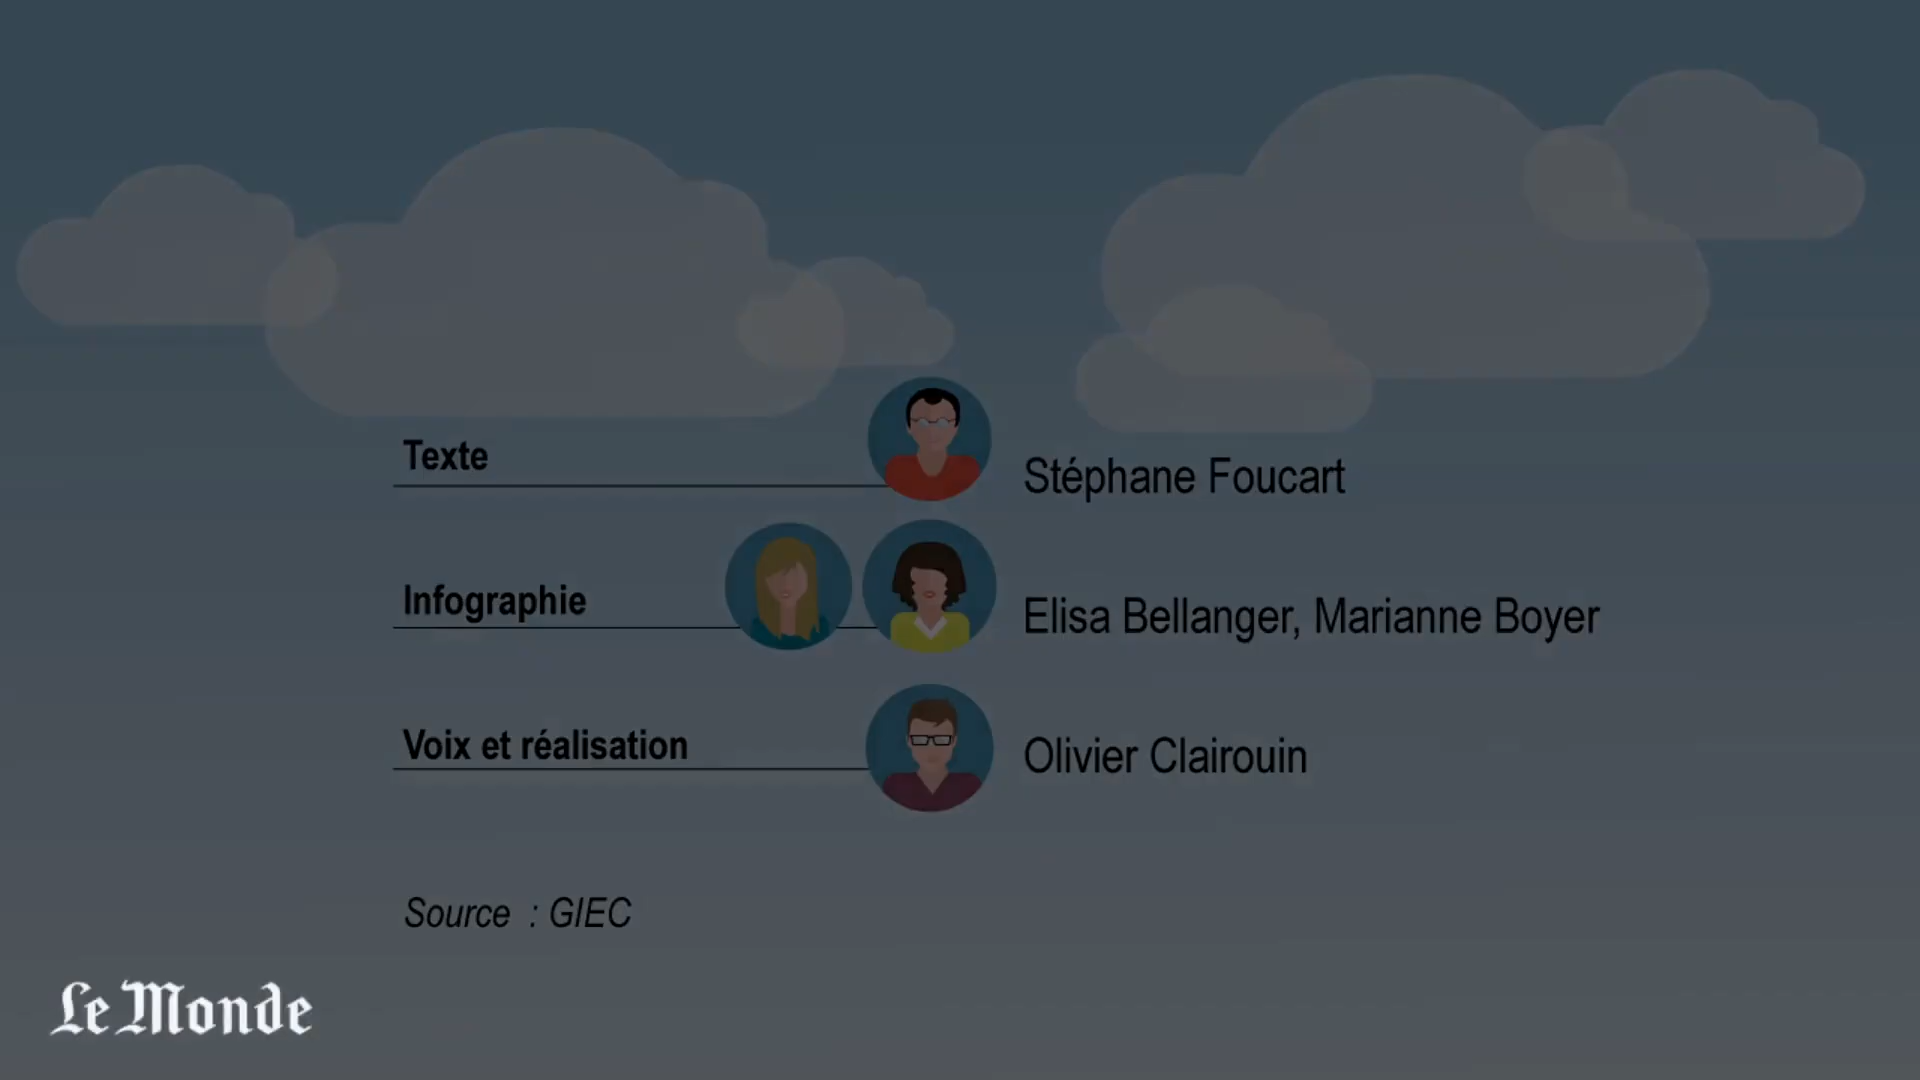 Texte
Stéphane Foucart
Infographie
Elisa Bellanger, Marianne Boyer
Voix et réalisation
Olivier Clairouin
Source : GIEC
Le Monde